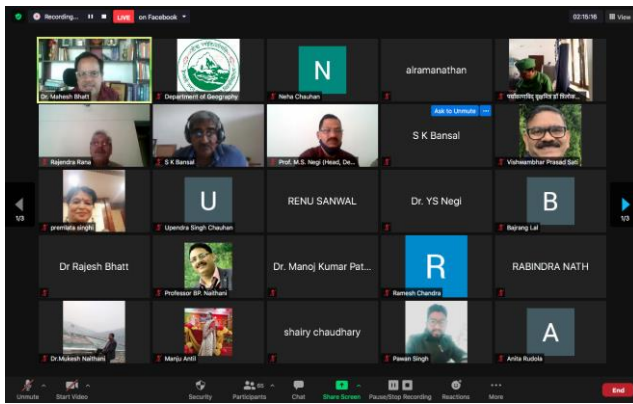 Recording...
LIVE on Facebook
02:15:16
View
Dr. Mahesh Bhatt
Department of Geography
N
Neha Chauhan
alramanathan
Rajendra Rana
S K Bansal
Prof. M.S. Negi (Head, De...
Ask to Unmute ...
S K Bansal
Vishwambhar Prasad Sati
1/3
premlata singhi
U
Upendra Singh Chauhan
RENU SANWAL
Dr. YS Negi
B
Bajrang Lal
1/3
Dr Rajesh Bhatt
Professor BP. Naithani
Dr. Manoj Kumar Pat...
R
Ramesh Chandra
RABINDRA NATH
Dr.Mukesh Naithani
Manju Antil
shairy chaudhary
Pawan Singh
A
Anita Rudola
Unmute
Start Video
Security
Participants
Chat
Share Screen
Pause/Stop Recording
Reactions
More
End